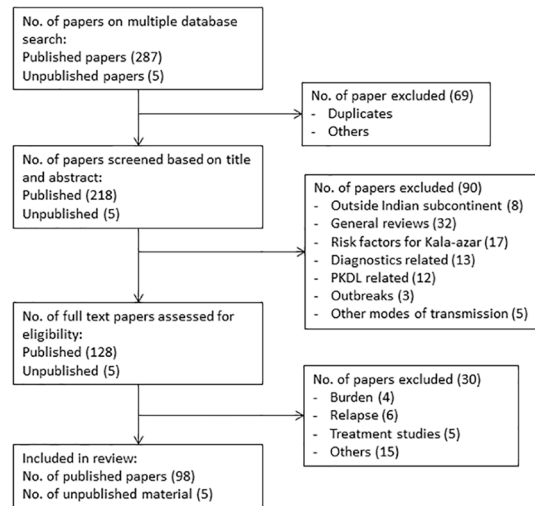 No. of papers on multiple database
search:
Published papers (287)
Unpublished papers (5)
No. of paper excluded (69)
- Duplicates
- Others
No. of papers screened based on title
and abstract:
Published (218)
Unpublished (5)
No. of papers excluded (90)
- Outside Indian subcontinent (8)
- General reviews (32)
- Risk factors for Kala-azar (17)
- Diagnostics related (13)
- PKDL related (12)
- Outbreaks (3)
- Other modes of transmission (5)
No. of full text papers assessed for
eligibility:
Published (128)
Unpublished (5)
No. of papers excluded (30)
- Burden (4)
- Relapse (6)
- Treatment studies (5)
- Others (15)
Included in review:
No. of published papers (98)
No. of unpublished material (5)